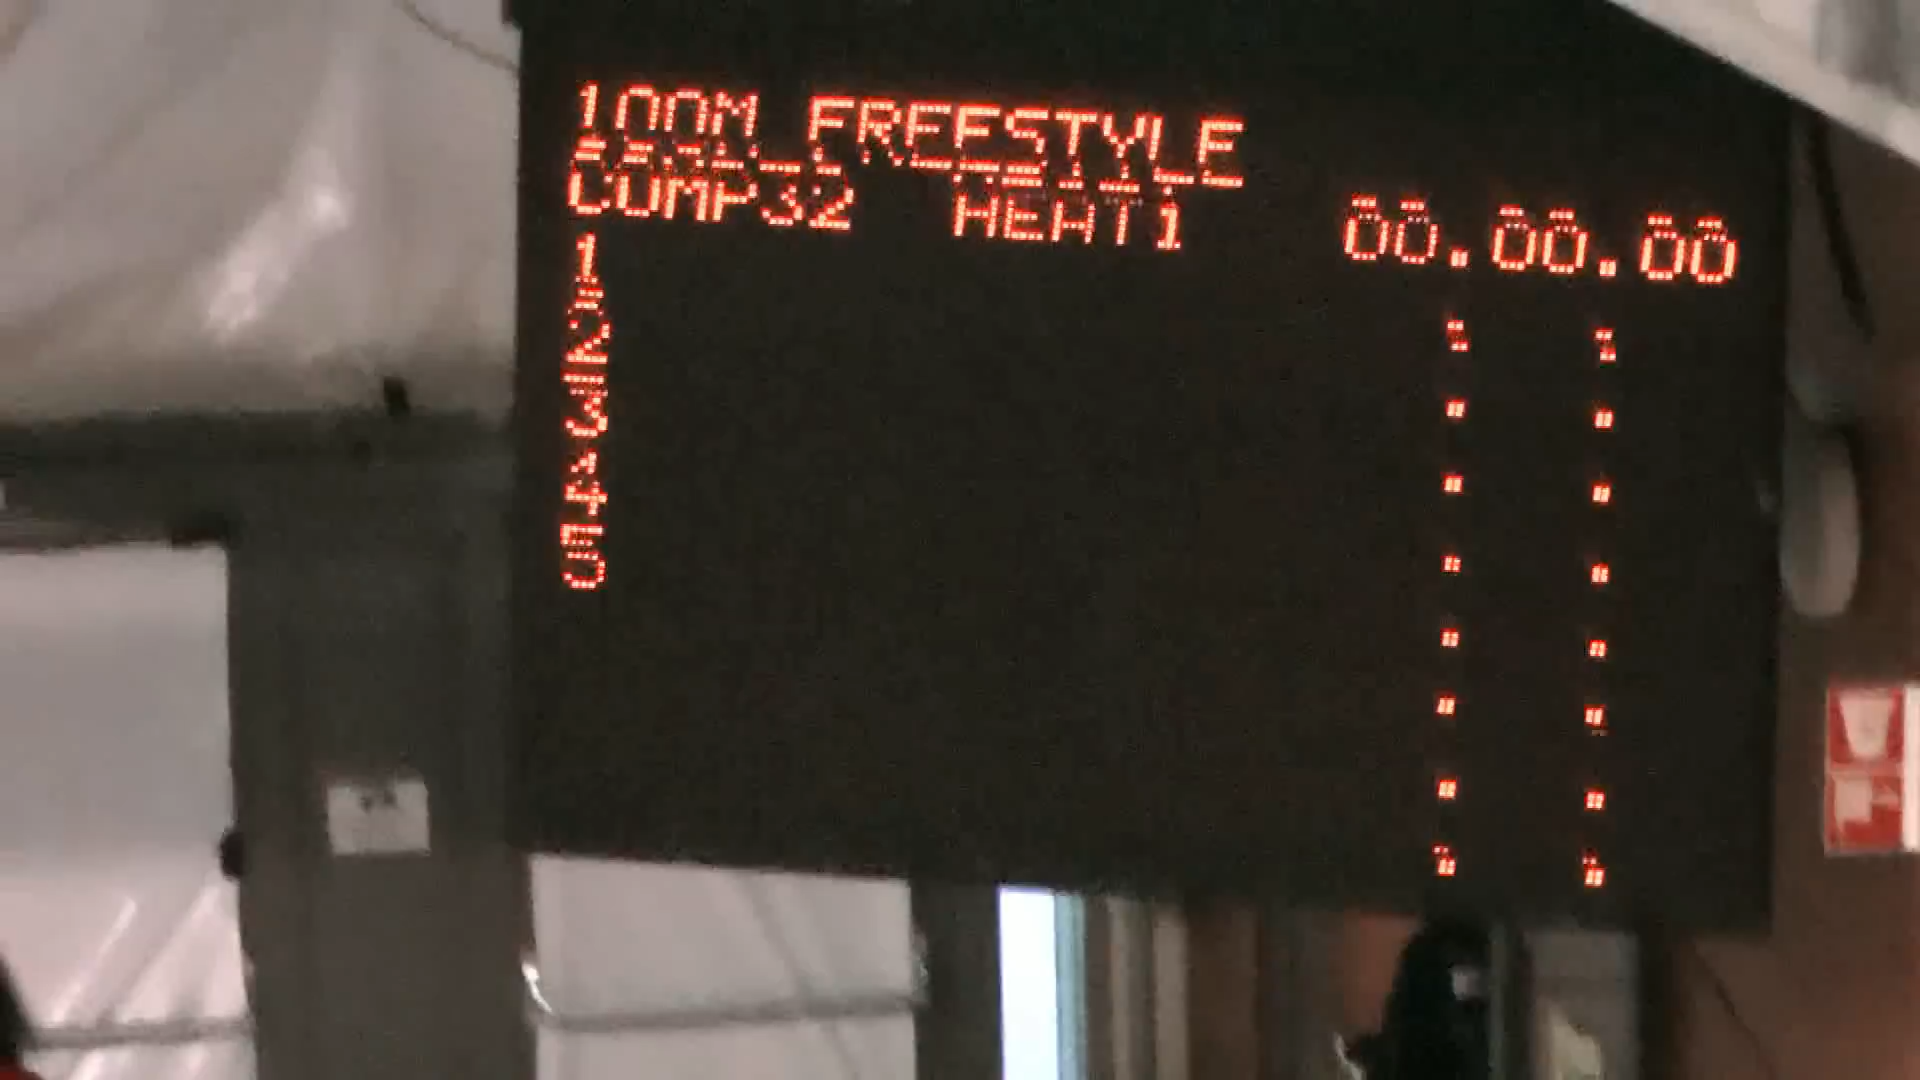 100M FREESTYLE
COMP32 HEAT1 00.00.00
1 . .
2 . .
3 . .
4 . .
5 . .
. .
. .
. .